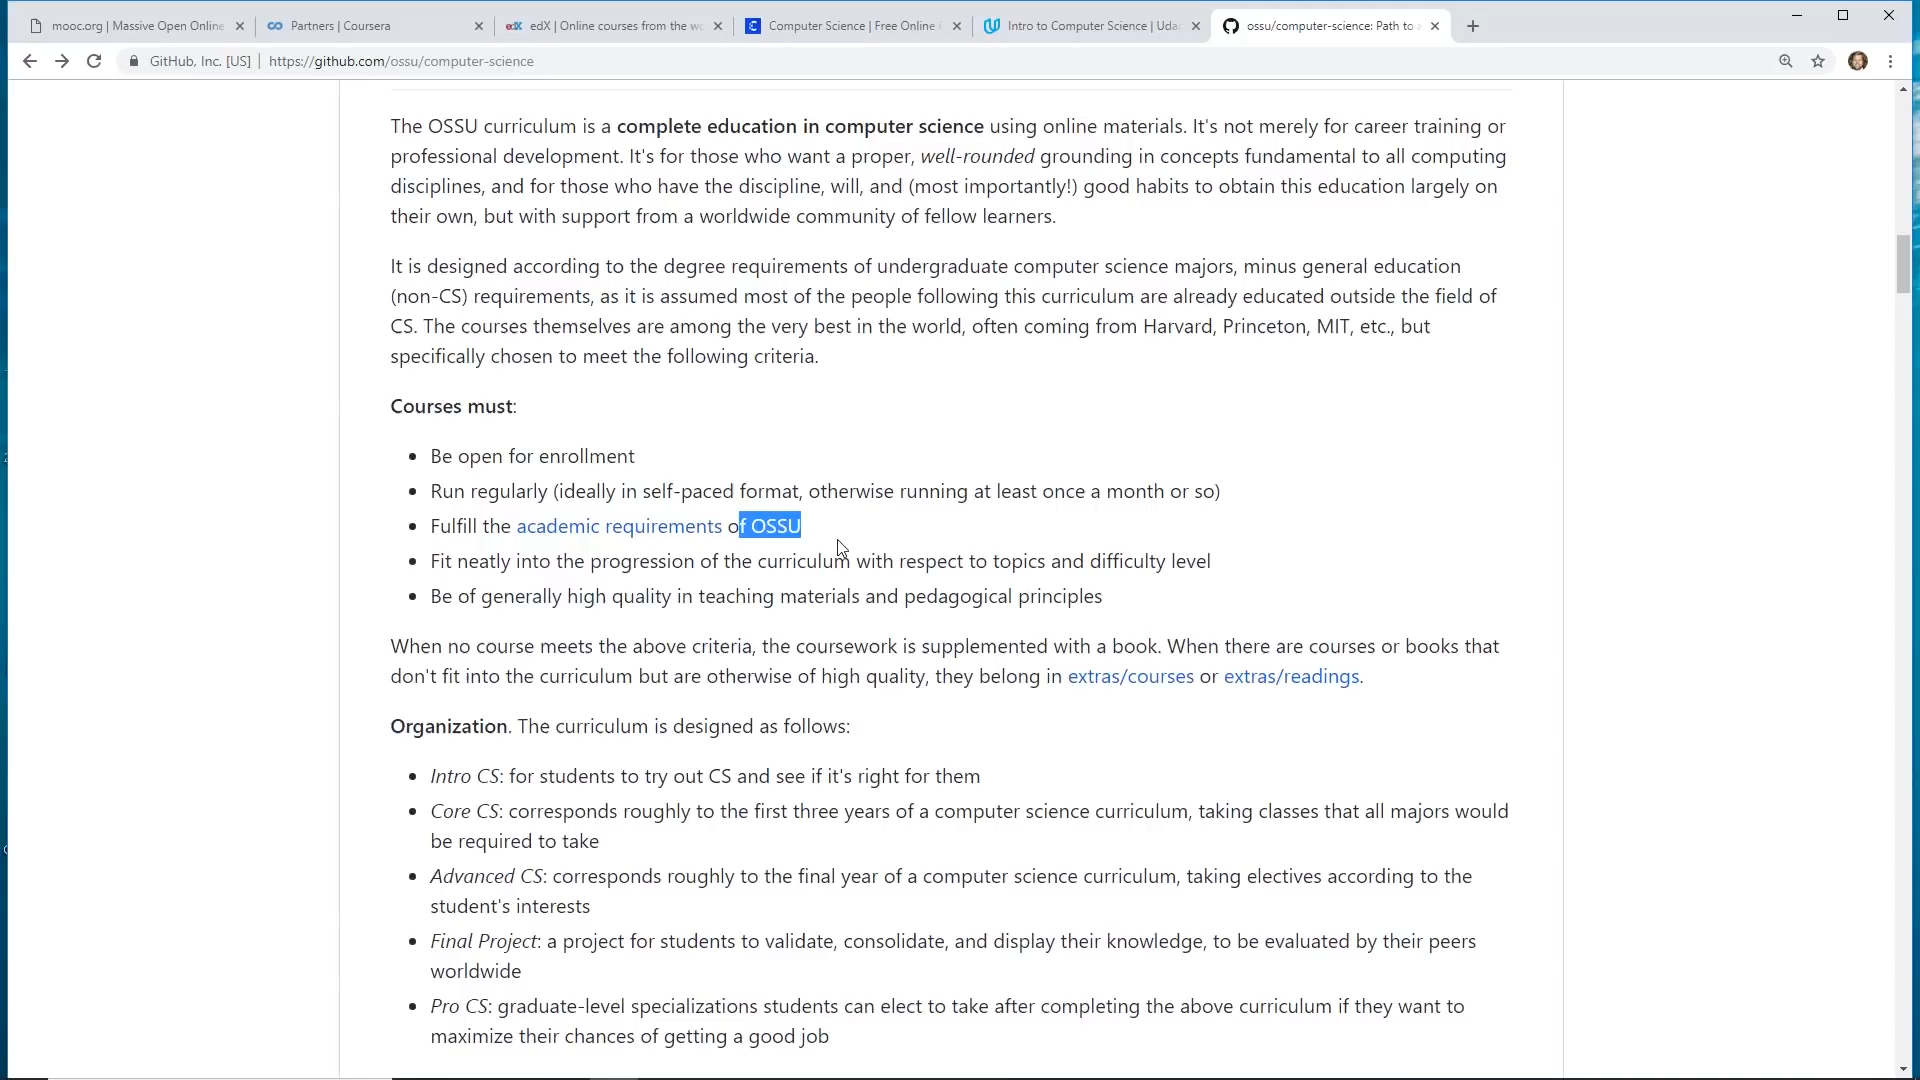 mooc.org | Massive Open Online
Partners | Coursera
edX | Online courses from the wo
Computer Science | Free Online C
Intro to Computer Science | Udac
ossu/computer-science: Path to a
GitHub, Inc. [US] | https://github.com/ossu/computer-science
The OSSU curriculum is a complete education in computer science using online materials. It's not merely for career training or
professional development. It's for those who want a proper, well-rounded grounding in concepts fundamental to all computing
disciplines, and for those who have the discipline, will, and (most importantly!) good habits to obtain this education largely on
their own, but with support from a worldwide community of fellow learners.
It is designed according to the degree requirements of undergraduate computer science majors, minus general education
(non-CS) requirements, as it is assumed most of the people following this curriculum are already educated outside the field of
CS. The courses themselves are among the very best in the world, often coming from Harvard, Princeton, MIT, etc., but
specifically chosen to meet the following criteria.
Courses must:
• Be open for enrollment
• Run regularly (ideally in self-paced format, otherwise running at least once a month or so)
• Fulfill the academic requirements of OSSU
• Fit neatly into the progression of the curriculum with respect to topics and difficulty level
• Be of generally high quality in teaching materials and pedagogical principles
When no course meets the above criteria, the coursework is supplemented with a book. When there are courses or books that
don't fit into the curriculum but are otherwise of high quality, they belong in extras/courses or extras/readings.
Organization. The curriculum is designed as follows:
• Intro CS: for students to try out CS and see if it's right for them
• Core CS: corresponds roughly to the first three years of a computer science curriculum, taking classes that all majors would
be required to take
• Advanced CS: corresponds roughly to the final year of a computer science curriculum, taking electives according to the
student's interests
• Final Project: a project for students to validate, consolidate, and display their knowledge, to be evaluated by their peers
worldwide
• Pro CS: graduate-level specializations students can elect to take after completing the above curriculum if they want to
maximize their chances of getting a good job